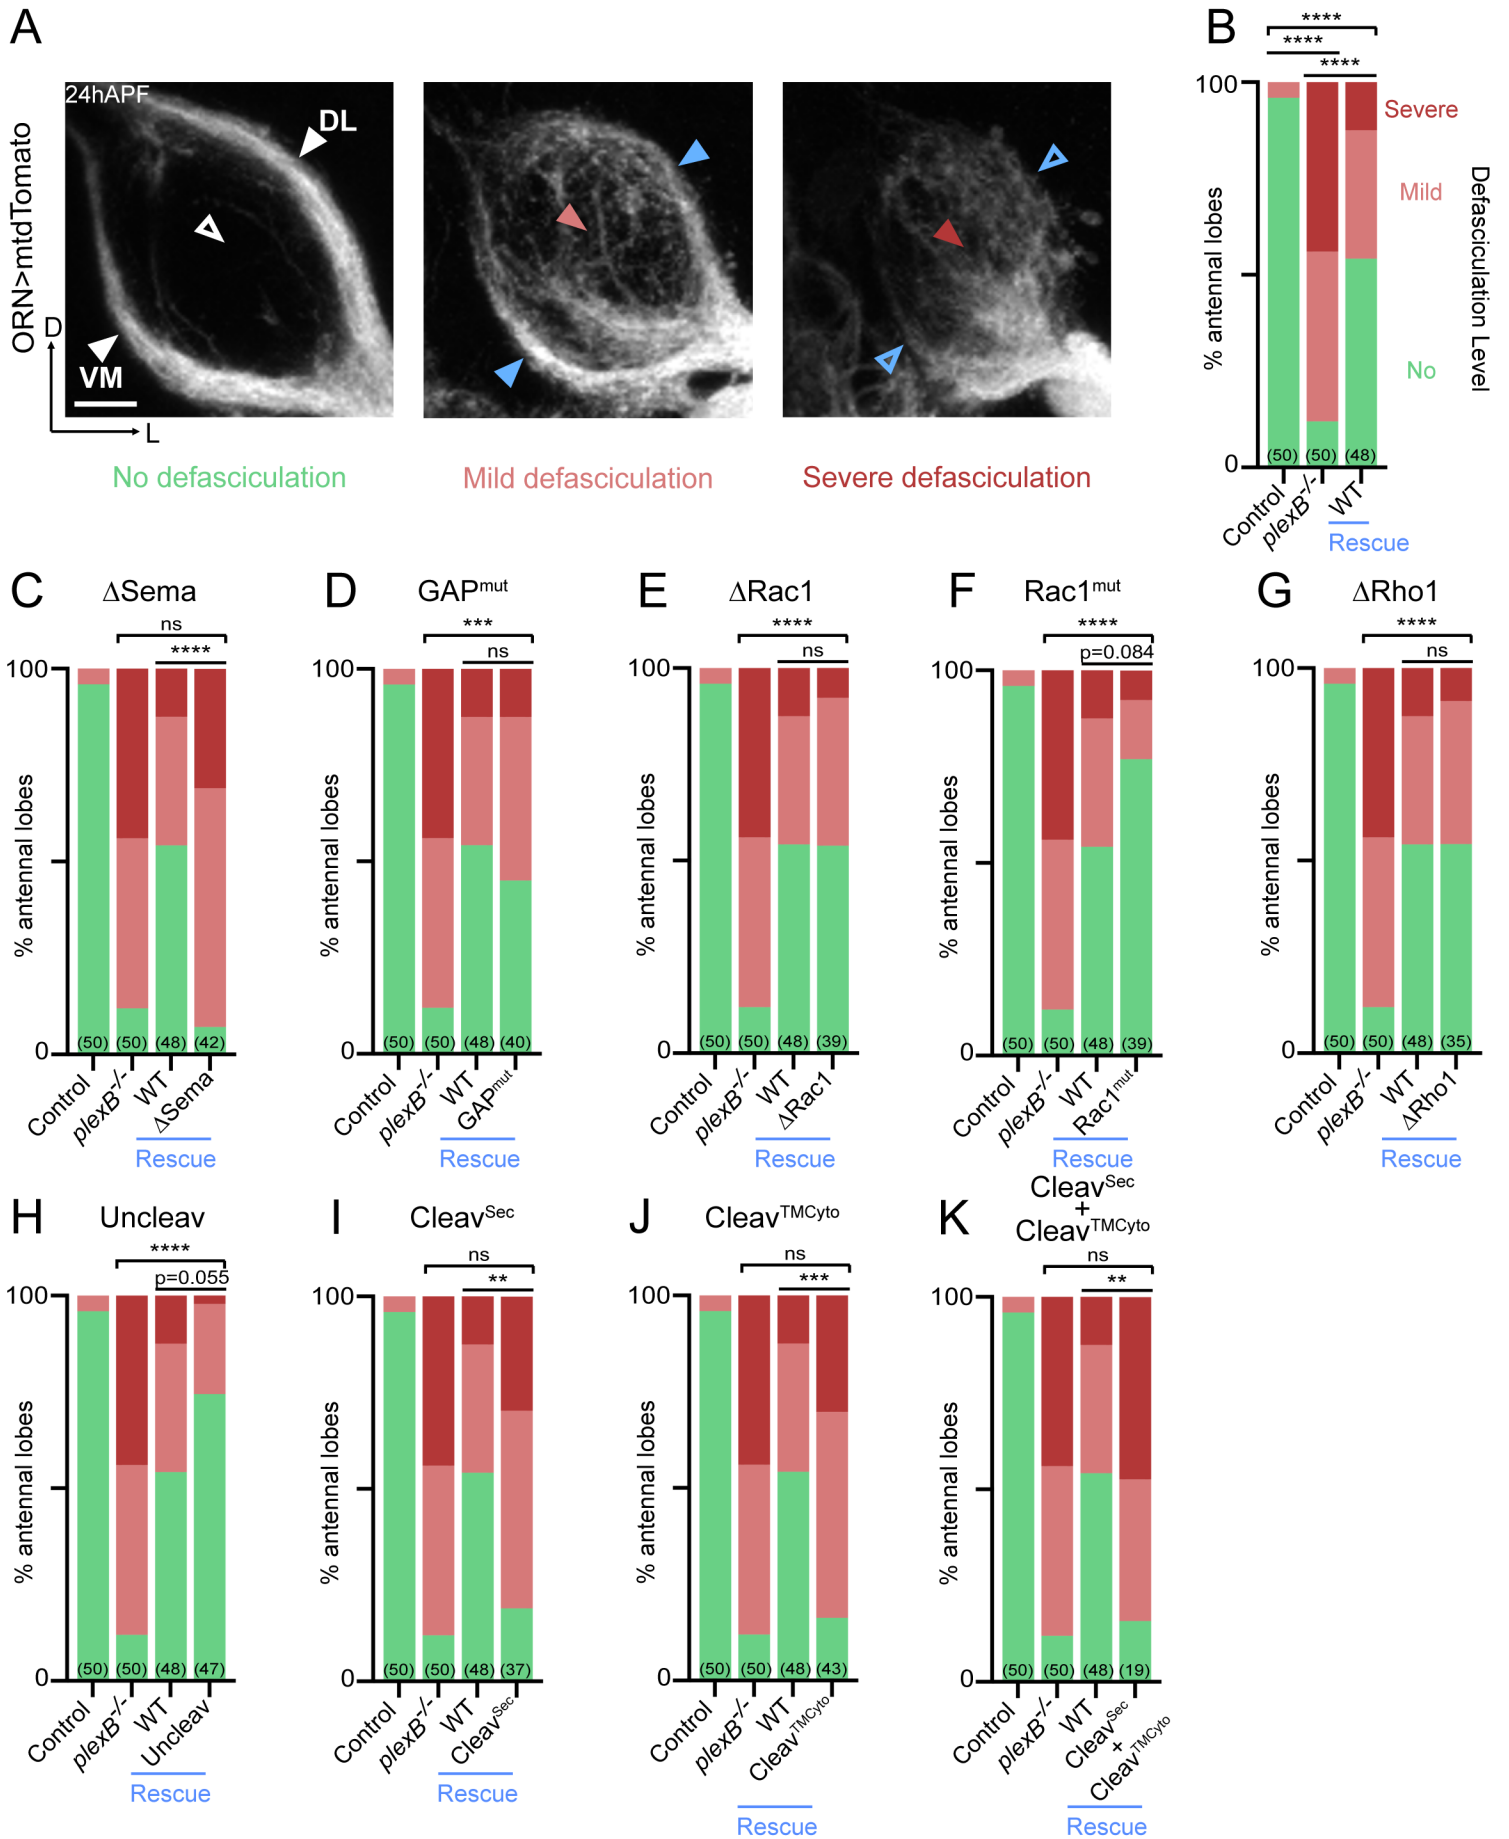 A
24hAPF
DL
VM
ORN>mtdTomato
D
L
No defasciculation
Mild defasciculation
Severe defasciculation
B
****
****
****
100
0
% antennal lobes
Severe
Mild
No
Defasciculation Level
(50) (50) (48)
Control
plexB-/-
WT
Rescue
C
ΔSema
ns
****
100
0
% antennal lobes
(50) (50) (48) (42)
Control
plexB-/-
WT
ΔSema
Rescue
D
GAPmut
***
ns
100
0
% antennal lobes
(50) (50) (48) (40)
Control
plexB-/-
WT
GAPmut
Rescue
E
ΔRac1
****
ns
100
0
% antennal lobes
(50) (50) (48) (39)
Control
plexB-/-
WT
ΔRac1
Rescue
F
Rac1mut
****
p=0.084
100
0
% antennal lobes
(50) (50) (48) (39)
Control
plexB-/-
WT
Rac1mut
Rescue
G
ΔRho1
****
ns
100
0
% antennal lobes
(50) (50) (48) (35)
Control
plexB-/-
WT
ΔRho1
Rescue
H
Uncleav
****
p=0.055
100
0
% antennal lobes
(50) (50) (48) (47)
Control
plexB-/-
WT
Uncleav
Rescue
I
CleavSec
ns
**
100
0
% antennal lobes
(50) (50) (48) (37)
Control
plexB-/-
WT
CleavSec
Rescue
J
CleavTMCyto
ns
***
100
0
% antennal lobes
(50) (50) (48) (43)
Control
plexB-/-
WT
CleavTMCyto
Rescue
K
CleavSec
+
CleavTMCyto
ns
**
100
0
% antennal lobes
(50) (50) (48) (19)
Control
plexB-/-
WT
CleavSec
+
CleavTMCyto
Rescue